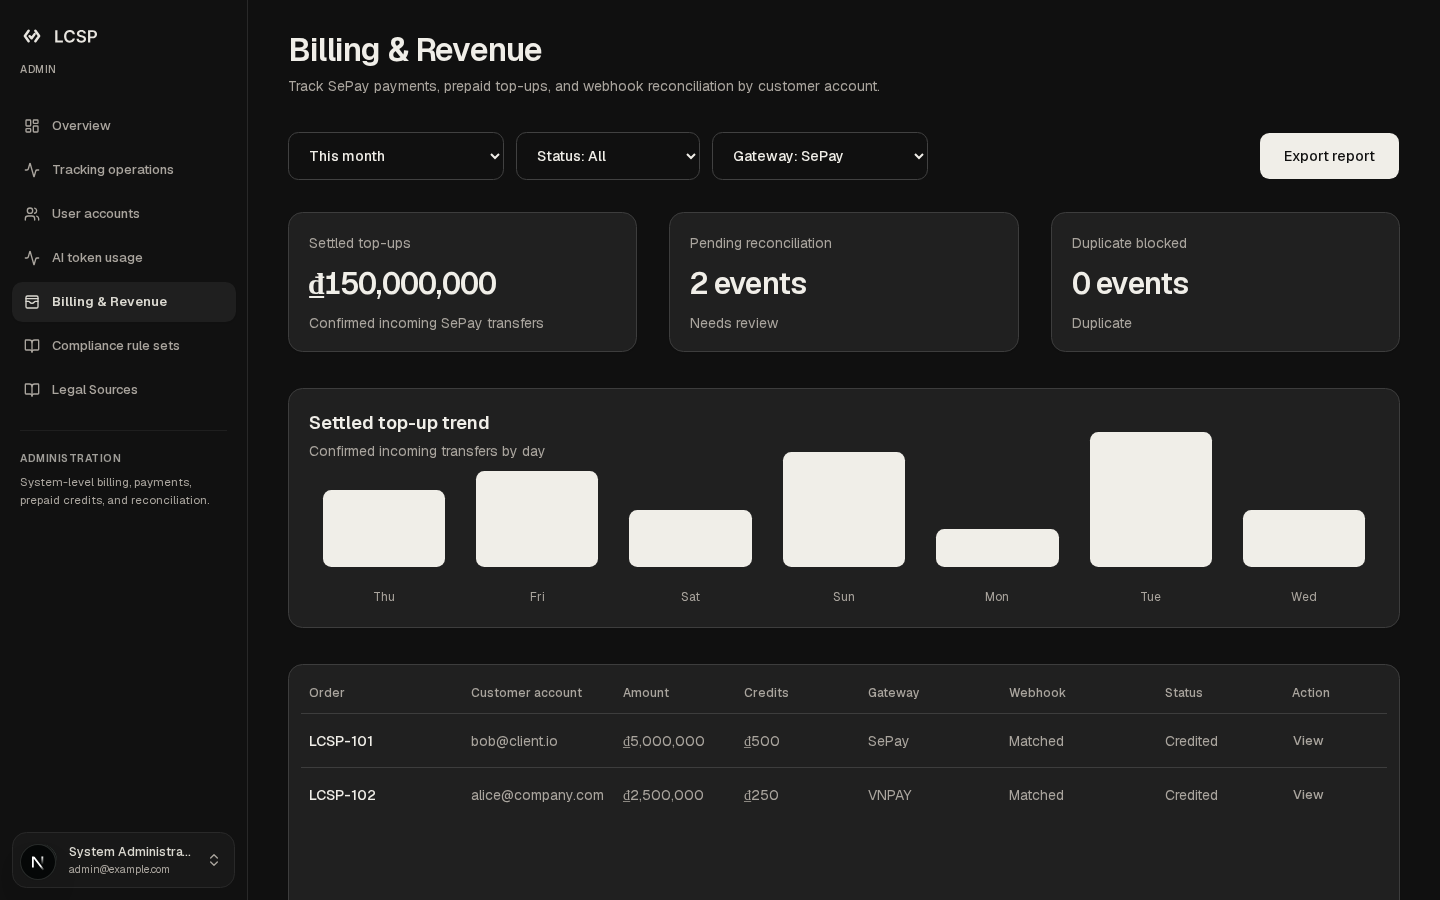 LCSP
ADMIN
Overview
Tracking operations
User accounts
AI token usage
Billing & Revenue
Compliance rule sets
Legal Sources
ADMINISTRATION
System-level billing, payments,
prepaid credits, and reconciliation.
System Administra...
admin@example.com
Billing & Revenue
Track SePay payments, prepaid top-ups, and webhook reconciliation by customer account.
This month
Status: All
Gateway: SePay
Export report
Settled top-ups
₫150,000,000
Confirmed incoming SePay transfers
Pending reconciliation
2 events
Needs review
Duplicate blocked
0 events
Duplicate
Settled top-up trend
Confirmed incoming transfers by day
Thu Fri Sat Sun Mon Tue Wed
Order Customer account Amount Credits Gateway Webhook Status Action
LCSP-101 bob@client.io ₫5,000,000 ₫500 SePay Matched Credited View
LCSP-102 alice@company.com ₫2,500,000 ₫250 VNPAY Matched Credited View